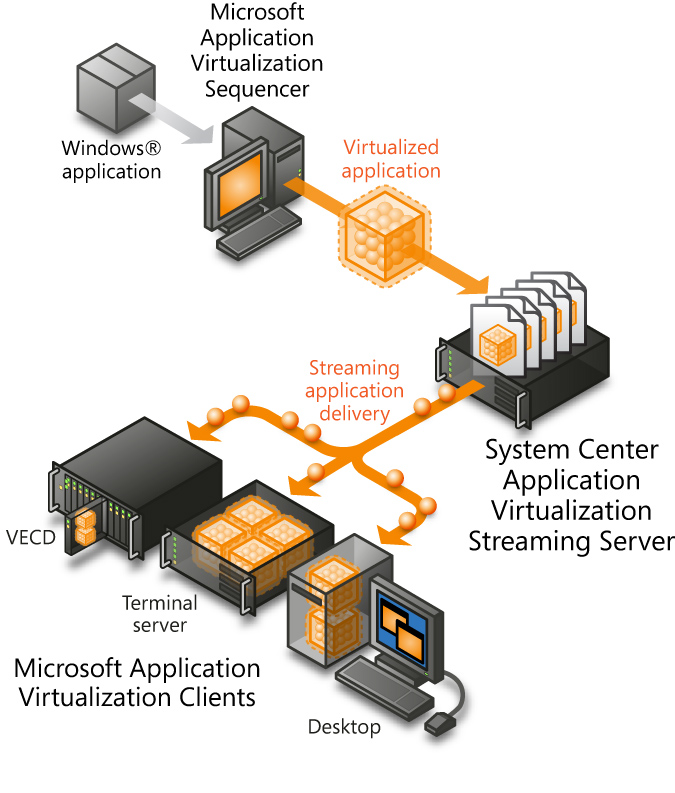 Microsoft
Application
Virtualization
Sequencer
Windows®
application
Virtualized
application
Streaming
application
delivery
System Center
Application
Virtualization
Streaming Server
VECD
Terminal
server
Microsoft Application
Virtualization Clients
Desktop